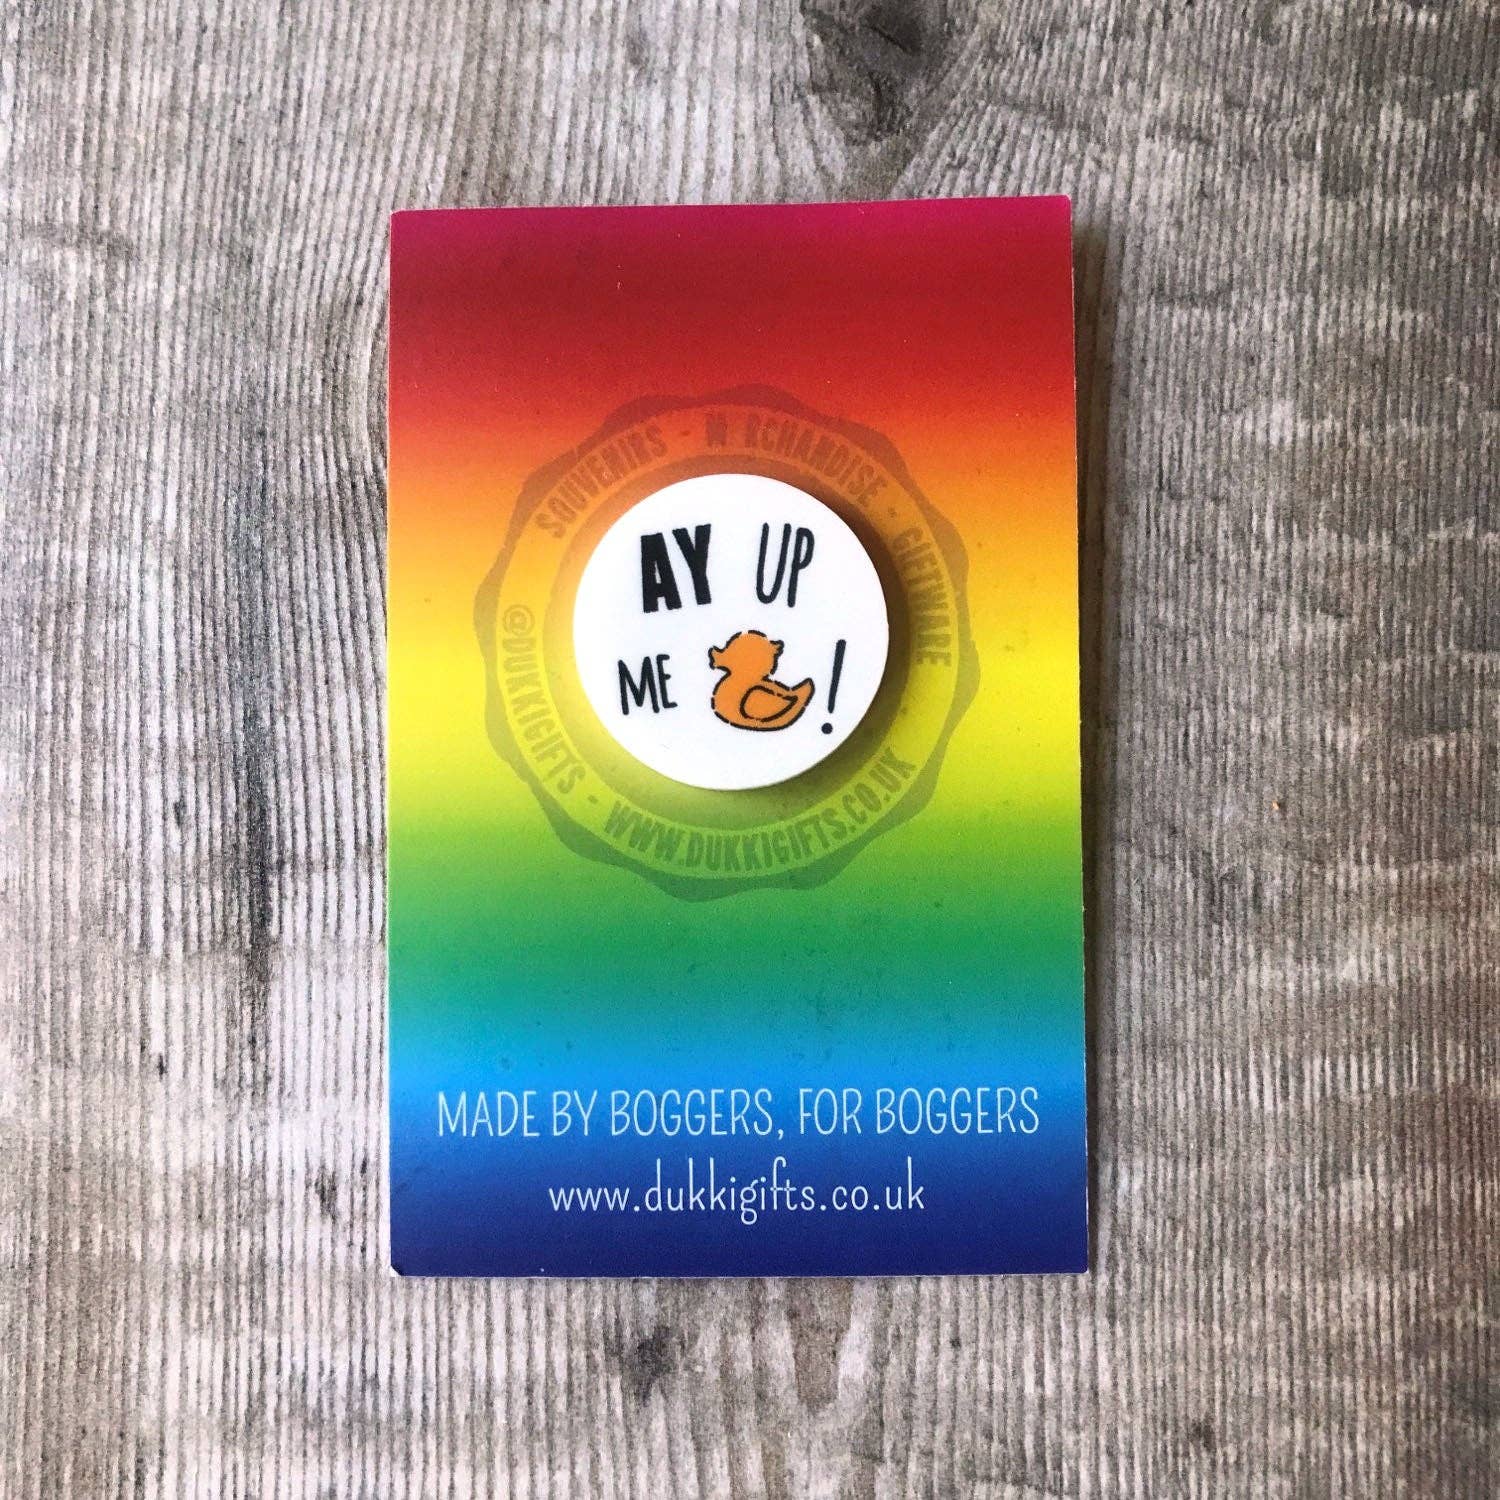 SOUVENIRS - M RCHANDISE - GIFTWARE
AY UP
ME !
@DUKKIGIFTS - WWW.DUKKIGIFTS.CO.UK
MADE BY BOGGERS, FOR BOGGERS
www.dukkigifts.co.uk